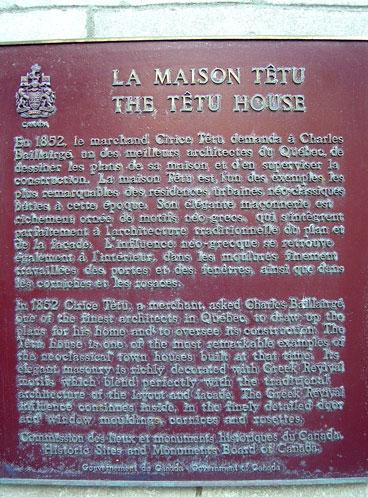 CANADA
LA MAISON TÊTU
THE TÊTU HOUSE
En 1852, le marchand Cirice Têtu demanda à Charles
Baillairgé, un des meilleurs architectes du Québec, de
dessiner les plans de sa maison et d'en superviser la
construction. La maison Têtu est l'un des exemples les
plus remarquables des résidences urbaines néoclassiques
bâties à cette époque. Son élégante maçonnerie est
richement ornée de motifs néo-grecs, qui s'intègrent
parfaitement à l'architecture traditionnelle du plan et
de la façade. L'influence néo-grecque se retrouve
également à l'intérieur, dans les moulures finement
travaillées des portes et des fenêtres, ainsi que dans
les corniches et les rosaces.
In 1852 Cirice Têtu, a merchant, asked Charles Baillairgé,
one of the finest architects in Québec, to draw up the
plans for his home and to oversee its construction. The
Têtu house is one of the most remarkable examples of
the neoclassical town houses built at that time. Its
elegant masonry is richly decorated with Greek Revival
motifs which blend perfectly with the traditional
architecture of the layout and facade. The Greek Revival
influence continues inside, in the finely detailed door
and window mouldings, cornices and rosettes.
Commission des lieux et monuments historiques du Canada.
Historic Sites and Monuments Board of Canada.
Gouvernement du Canada Government of Canada